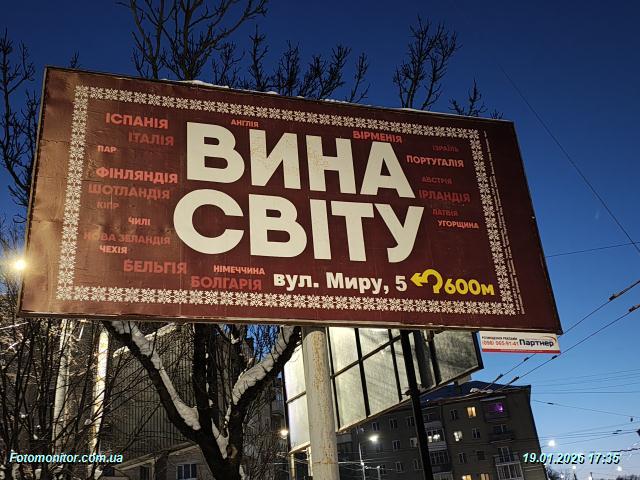 ІСПАНІЯ
ІТАЛІЯ
ПАР
ФІНЛЯНДІЯ
ШОТЛАНДІЯ
КІПР
ЧИЛІ
НОВА ЗЕЛАНДІЯ
ЧЕХІЯ
БЕЛЬГІЯ
НІМЕЧЧИНА
БОЛГАРІЯ
АНГЛІЯ
ВІРМЕНІЯ
ВИНА
СВІТУ
ІЗРАЇЛЬ
ПОРТУГАЛІЯ
АВСТРІЯ
ІРЛАНДІЯ
ЛАТВІЯ
УГОРЩИНА
вул. Миру, 5 600м
Партнер
Fotomonitor.com.ua
19.01.2026 17:35